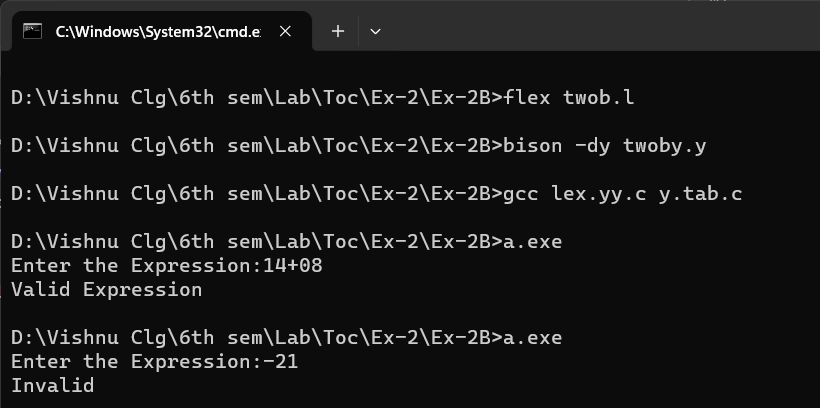 C:\Windows\System32\cmd.e
D:\Vishnu Clg\6th sem\Lab\Toc\Ex-2\Ex-2B>flex twob.l
D:\Vishnu Clg\6th sem\Lab\Toc\Ex-2\Ex-2B>bison -dy twoby.y
D:\Vishnu Clg\6th sem\Lab\Toc\Ex-2\Ex-2B>gcc lex.yy.c y.tab.c
D:\Vishnu Clg\6th sem\Lab\Toc\Ex-2\Ex-2B>a.exe
Enter the Expression:14+08
Valid Expression
D:\Vishnu Clg\6th sem\Lab\Toc\Ex-2\Ex-2B>a.exe
Enter the Expression:-21
Invalid